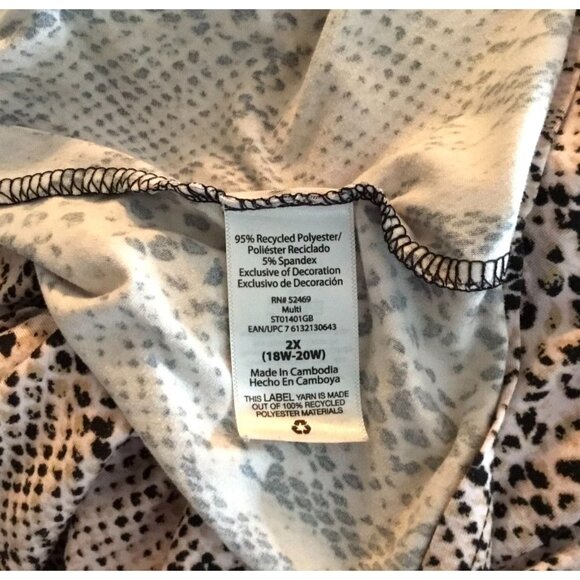 95% Recycled Polyester/
Poliéster Reciclado
5% Spandex
Exclusive of Decoration
Exclusivo de Decoración
RN# 52469
Multi
ST01401GB
EAN/UPC 7 6132130643
2X
(18W-20W)
Made In Cambodia
Hecho En Camboya
THIS LABEL YARN IS MADE
OUT OF 100% RECYCLED
POLYESTER MATERIALS